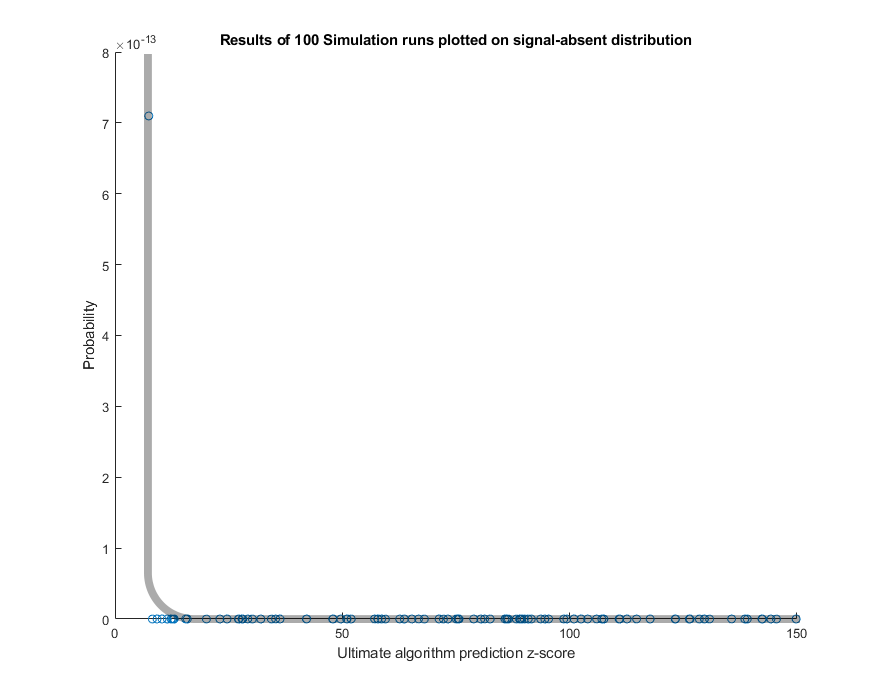 Results of 100 Simulation runs plotted on signal-absent distribution
×10-13
8
7
6
5
4
3
2
1
0
Probability
0 50 100 150
Ultimate algorithm prediction z-score